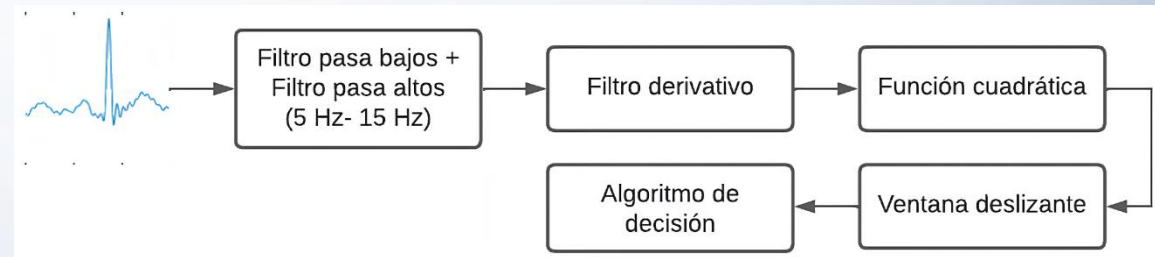 Filtro pasa bajos +
Filtro pasa altos
(5 Hz- 15 Hz)
Filtro derivativo
Función cuadrática
Algoritmo de
decisión
Ventana deslizante